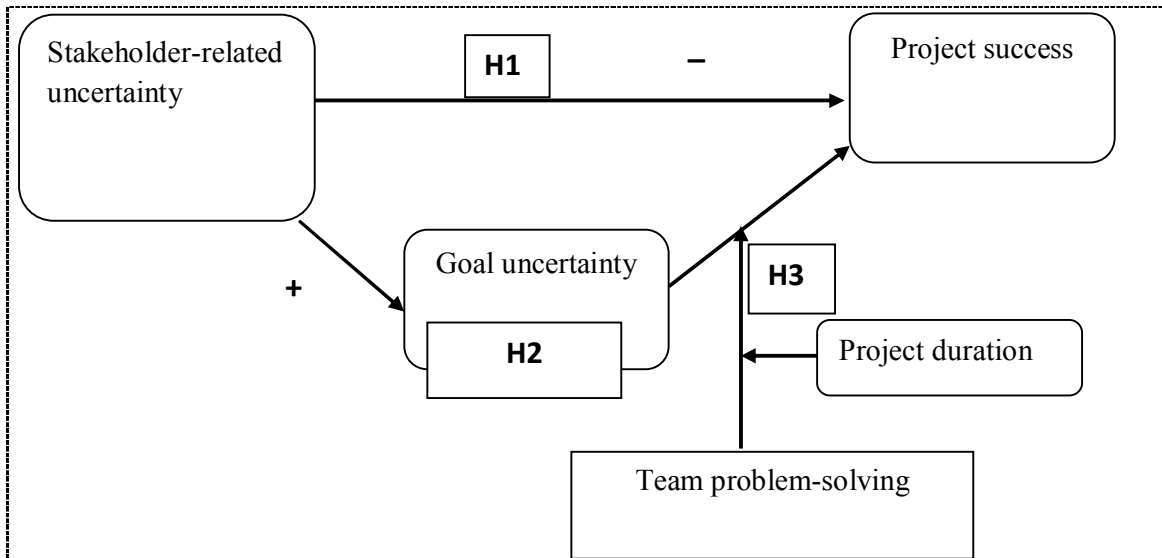 Stakeholder-related
uncertainty
H1
–
Project success
+
Goal uncertainty
H2
H3
Project duration
Team problem-solving